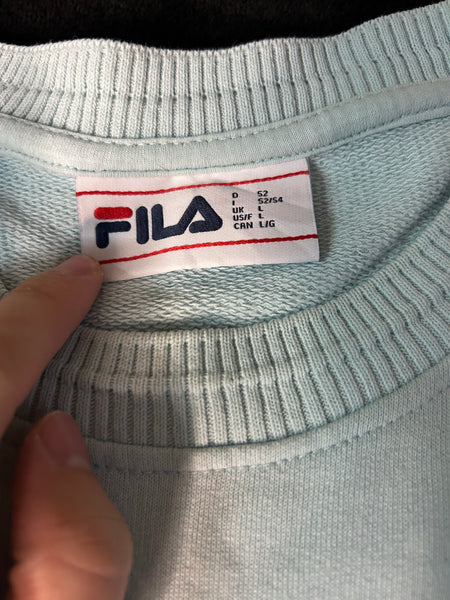 FILA
D 52
I 52/54
UK L
US/F L
CAN L/G